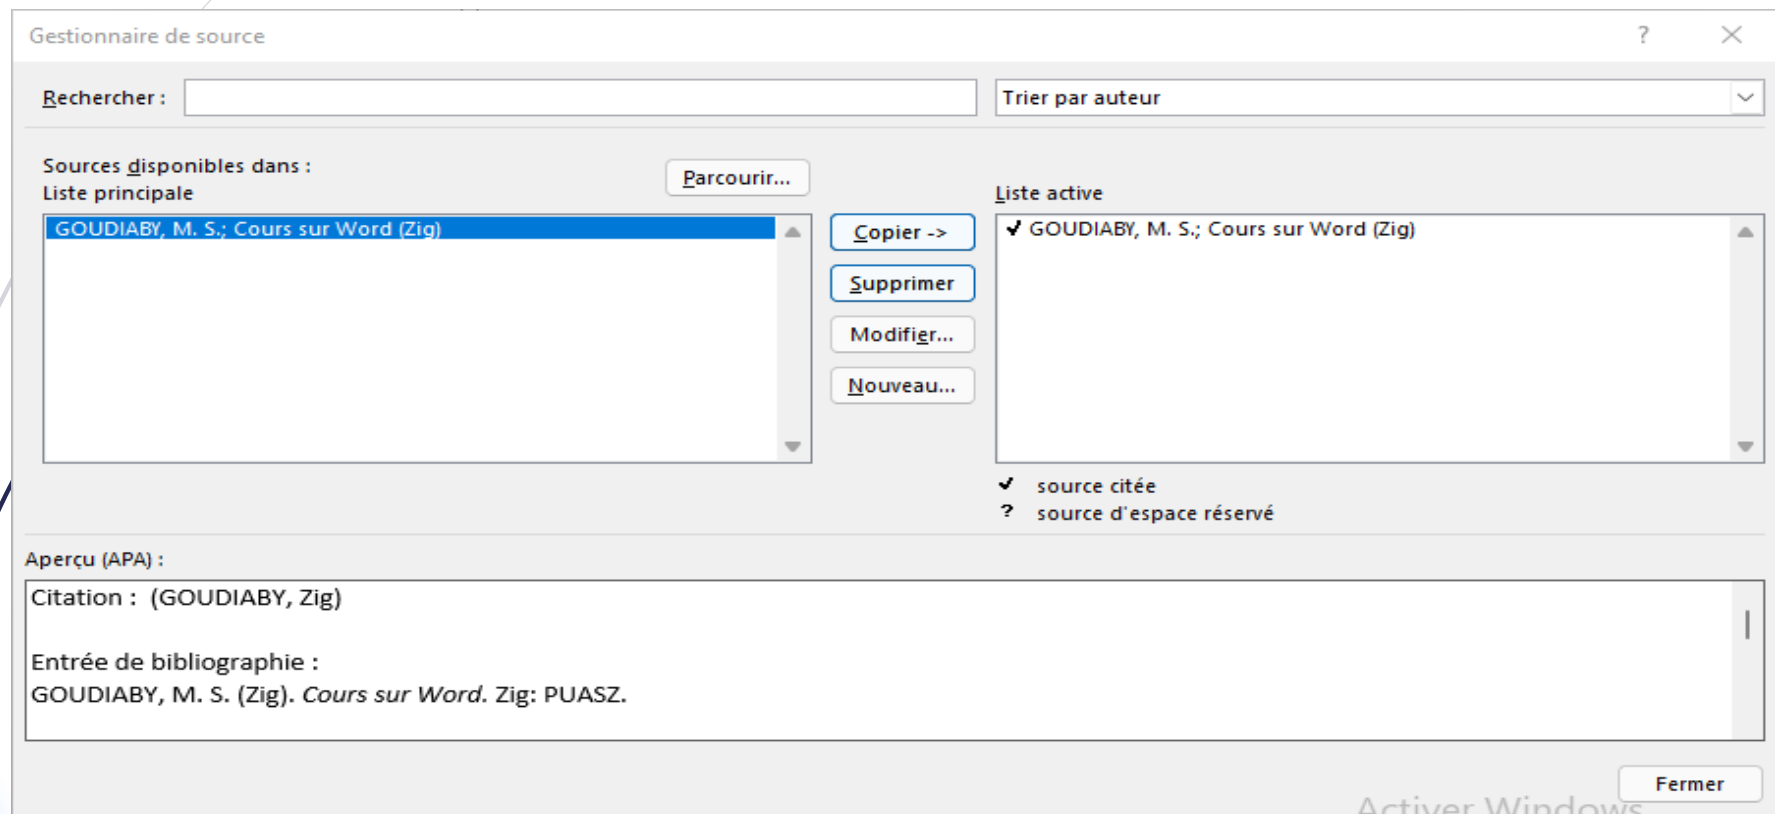 Gestionnaire de source ?
Rechercher :
Trier par auteur
Sources disponibles dans :
Liste principale
Parcourir...
GOUDIABY, M. S.; Cours sur Word (Zig)
Copier ->
Supprimer
Modifier...
Nouveau...
Liste active
✓ GOUDIABY, M. S.; Cours sur Word (Zig)
✓ source citée
? source d'espace réservé
Aperçu (APA) :
Citation : (GOUDIABY, Zig)
Entrée de bibliographie :
GOUDIABY, M. S. (Zig). Cours sur Word. Zig: PUASZ.
Fermer
Activer Windows